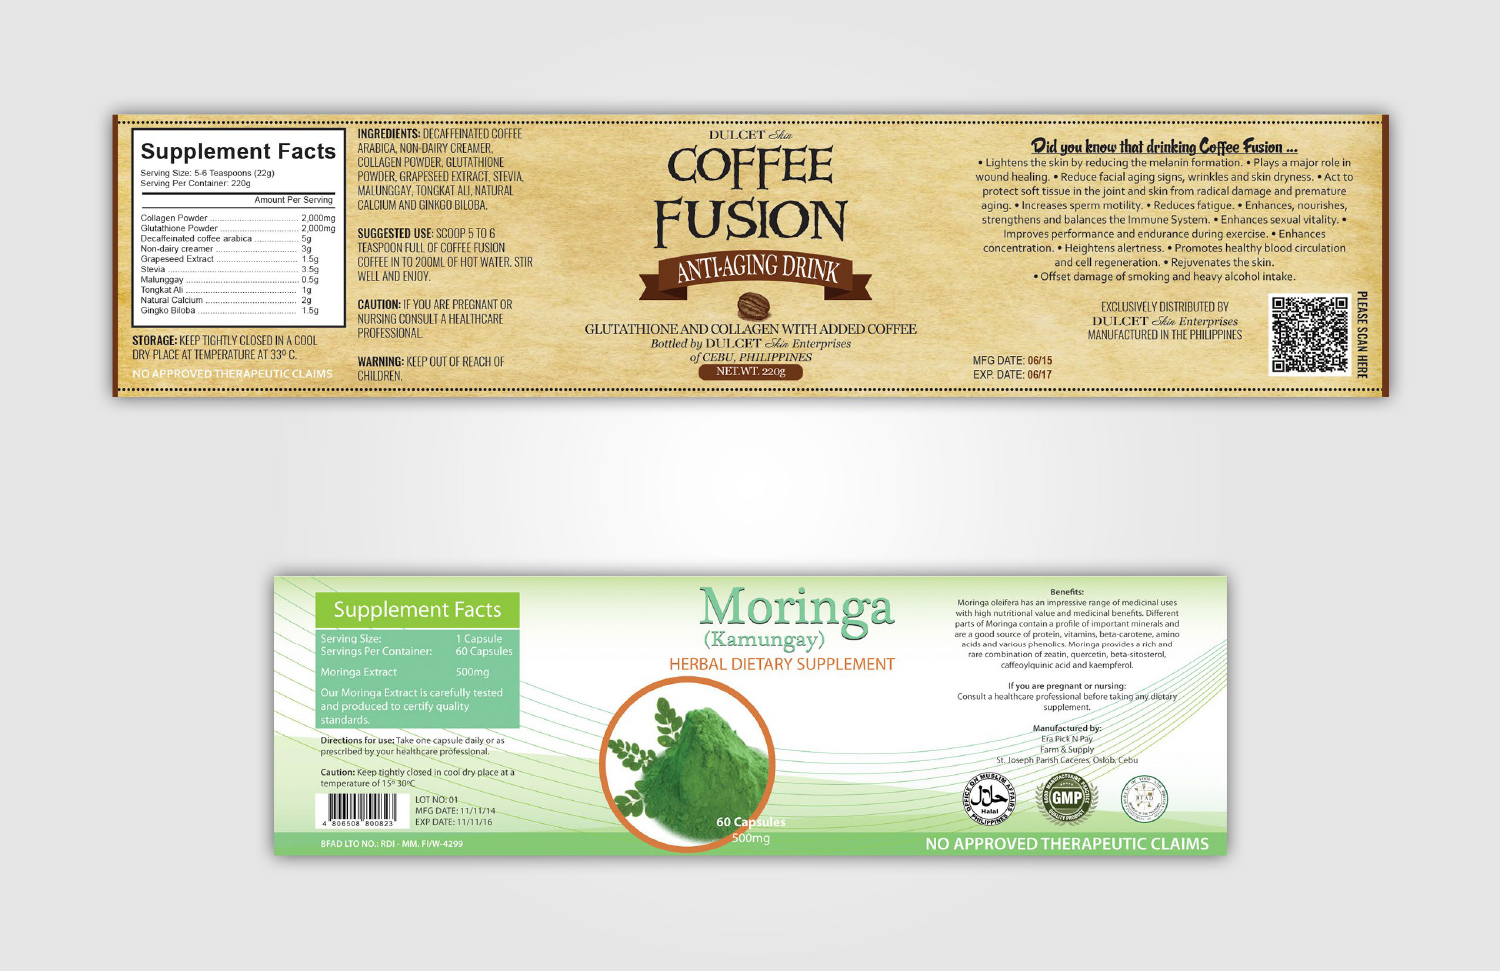 Supplement Facts
Serving Size: 5-6 Teaspoons (22g)
Serving Per Container: 220g
Amount Per Serving
Collagen Powder ........ 2,000mg
Glutathione Powder ........ 2,000mg
Decaffeinated coffee arabica ........ 5g
Non-dairy creamer ........ 3g
Grapeseed Extract ........ 1.5g
Stevia ........ 3.5g
Malunggay ........ 0.5g
Tongkat Ali ........ 1g
Natural Calcium ........ 2g
Gingko Biloba ........ 1.5g
STORAGE: KEEP TIGHTLY CLOSED IN A COOL
DRY PLACE AT TEMPERATURE AT 33º C.
NO APPROVED THERAPEUTIC CLAIMS
INGREDIENTS: DECAFFEINATED COFFEE
ARABICA, NON-DAIRY CREAMER,
COLLAGEN POWDER, GLUTATHIONE
POWDER, GRAPESEED EXTRACT, STEVIA,
MALUNGGAY, TONGKAT ALI, NATURAL
CALCIUM AND GINKGO BILOBA.
SUGGESTED USE: SCOOP 5 TO 6
TEASPOON FULL OF COFFEE FUSION
COFFEE IN TO 200ML OF HOT WATER. STIR
WELL AND ENJOY.
CAUTION: IF YOU ARE PREGNANT OR
NURSING CONSULT A HEALTHCARE
PROFESSIONAL.
WARNING: KEEP OUT OF REACH OF
CHILDREN.
DULCET Skin
COFFEE
FUSION
ANTI-AGING DRINK
GLUTATHIONE AND COLLAGEN WITH ADDED COFFEE
Bottled by DULCET Skin Enterprises
of CEBU, PHILIPPINES
NET.WT. 220g
Did you know that drinking Coffee Fusion ...
• Lightens the skin by reducing the melanin formation. • Plays a major role in
wound healing. • Reduce facial aging signs, wrinkles and skin dryness. • Act to
protect soft tissue in the joint and skin from radical damage and premature
aging. • Increases sperm motility. • Reduces fatigue. • Enhances, nourishes,
strengthens and balances the Immune System. • Enhances sexual vitality. •
Improves performance and endurance during exercise. • Enhances
concentration. • Heightens alertness. • Promotes healthy blood circulation
and cell regeneration. • Rejuvenates the skin.
• Offset damage of smoking and heavy alcohol intake.
EXCLUSIVELY DISTRIBUTED BY
DULCET Skin Enterprises
MANUFACTURED IN THE PHILIPPINES
MFG DATE: 06/15
EXP. DATE: 06/17
PLEASE SCAN HERE
Supplement Facts
Serving Size: 1 Capsule
Servings Per Container: 60 Capsules
Moringa Extract 500mg
Our Moringa Extract is carefully tested
and produced to certify quality
standards.
Directions for use: Take one capsule daily or as
prescribed by your healthcare professional.
Caution: Keep tightly closed in cool dry place at a
temperature of 15º 30ºC
4 806508 800823
LOT NO: 01
MFG DATE: 11/11/14
EXP DATE: 11/11/16
BFAD LTO NO.: RDI - MM. FI/W-4299
Moringa
(Kamungay)
HERBAL DIETARY SUPPLEMENT
60 Capsules
500mg
Benefits:
Moringa oleifera has an impressive range of medicinal uses
with high nutritional value and medicinal benefits. Different
parts of Moringa contain a profile of important minerals and
are a good source of protein, vitamins, beta-carotene, amino
acids and various phenolics. Moringa provides a rich and
rare combination of zeatin, quercetin, beta-sitosterol,
caffeoylquinic acid and kaempferol.
If you are pregnant or nursing:
Consult a healthcare professional before taking any dietary
supplement.
Manufactured by:
Era Pick N Pay
Farm & Supply
St. Joseph Parish Caceres, Oslob, Cebu
OFFICE ON MUSLIM AFFAIRS
حلال
Halal
PHILIPPINES
GMP
BFAD
NO APPROVED THERAPEUTIC CLAIMS